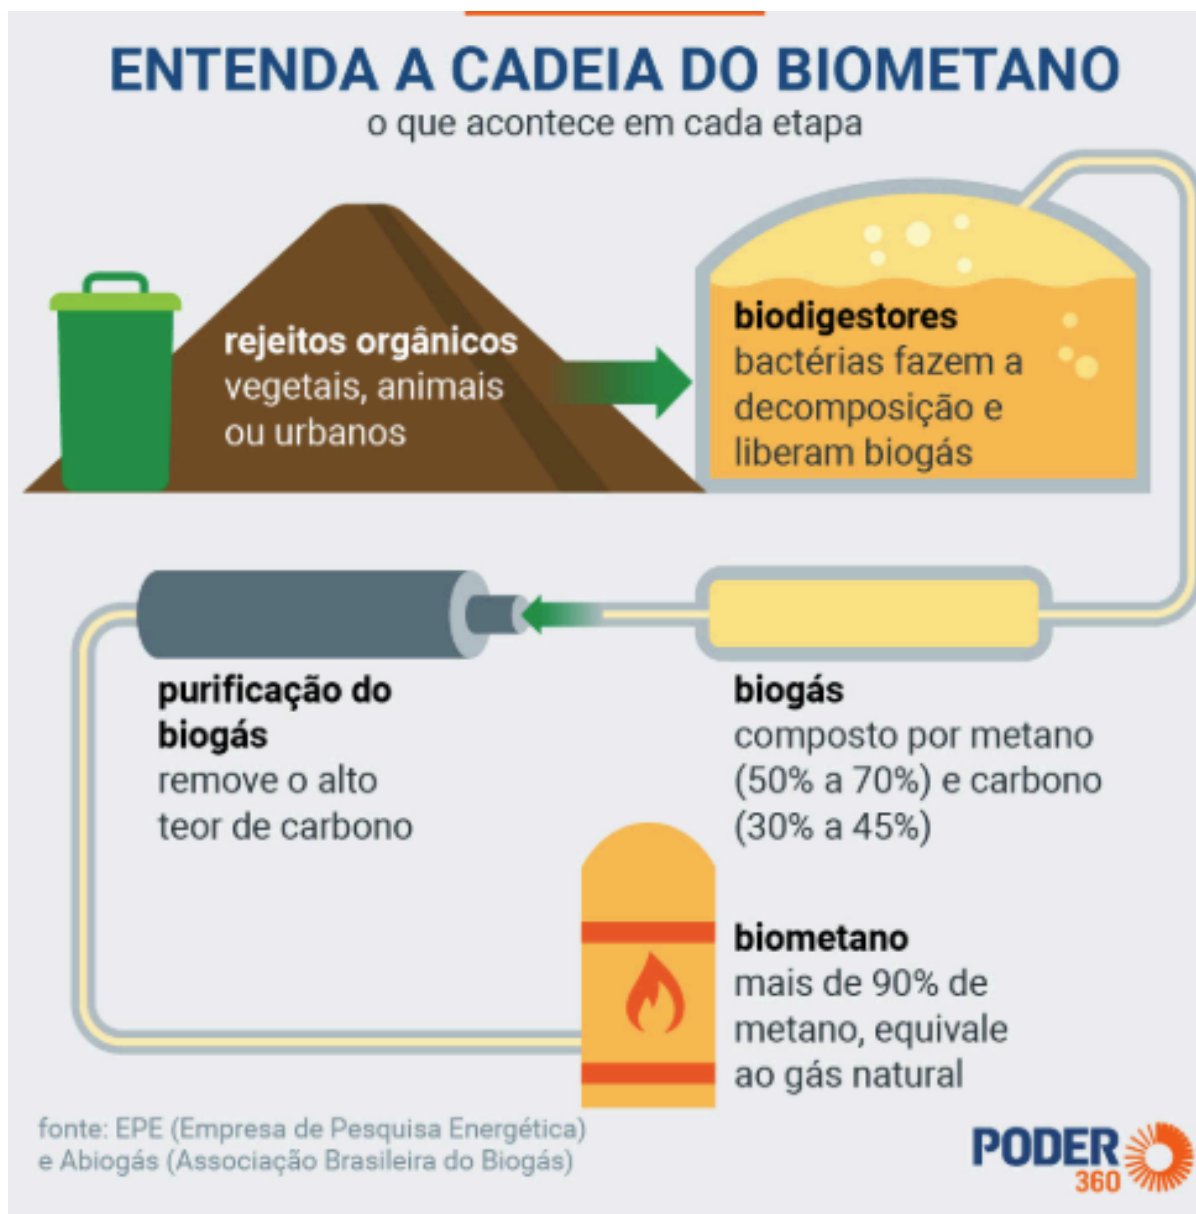 ENTENDA A CADEIA DO BIOMETANO
o que acontece em cada etapa
rejeitos orgânicos
vegetais, animais
ou urbanos
biodigestores
bactérias fazem a
decomposição e
liberam biogás
purificação do
biogás
remove o alto
teor de carbono
biogás
composto por metano
(50% a 70%) e carbono
(30% a 45%)
biometano
mais de 90% de
metano, equivale
ao gás natural
fonte: EPE (Empresa de Pesquisa Energética)
e Abiogás (Associação Brasileira do Biogás)
PODER
360